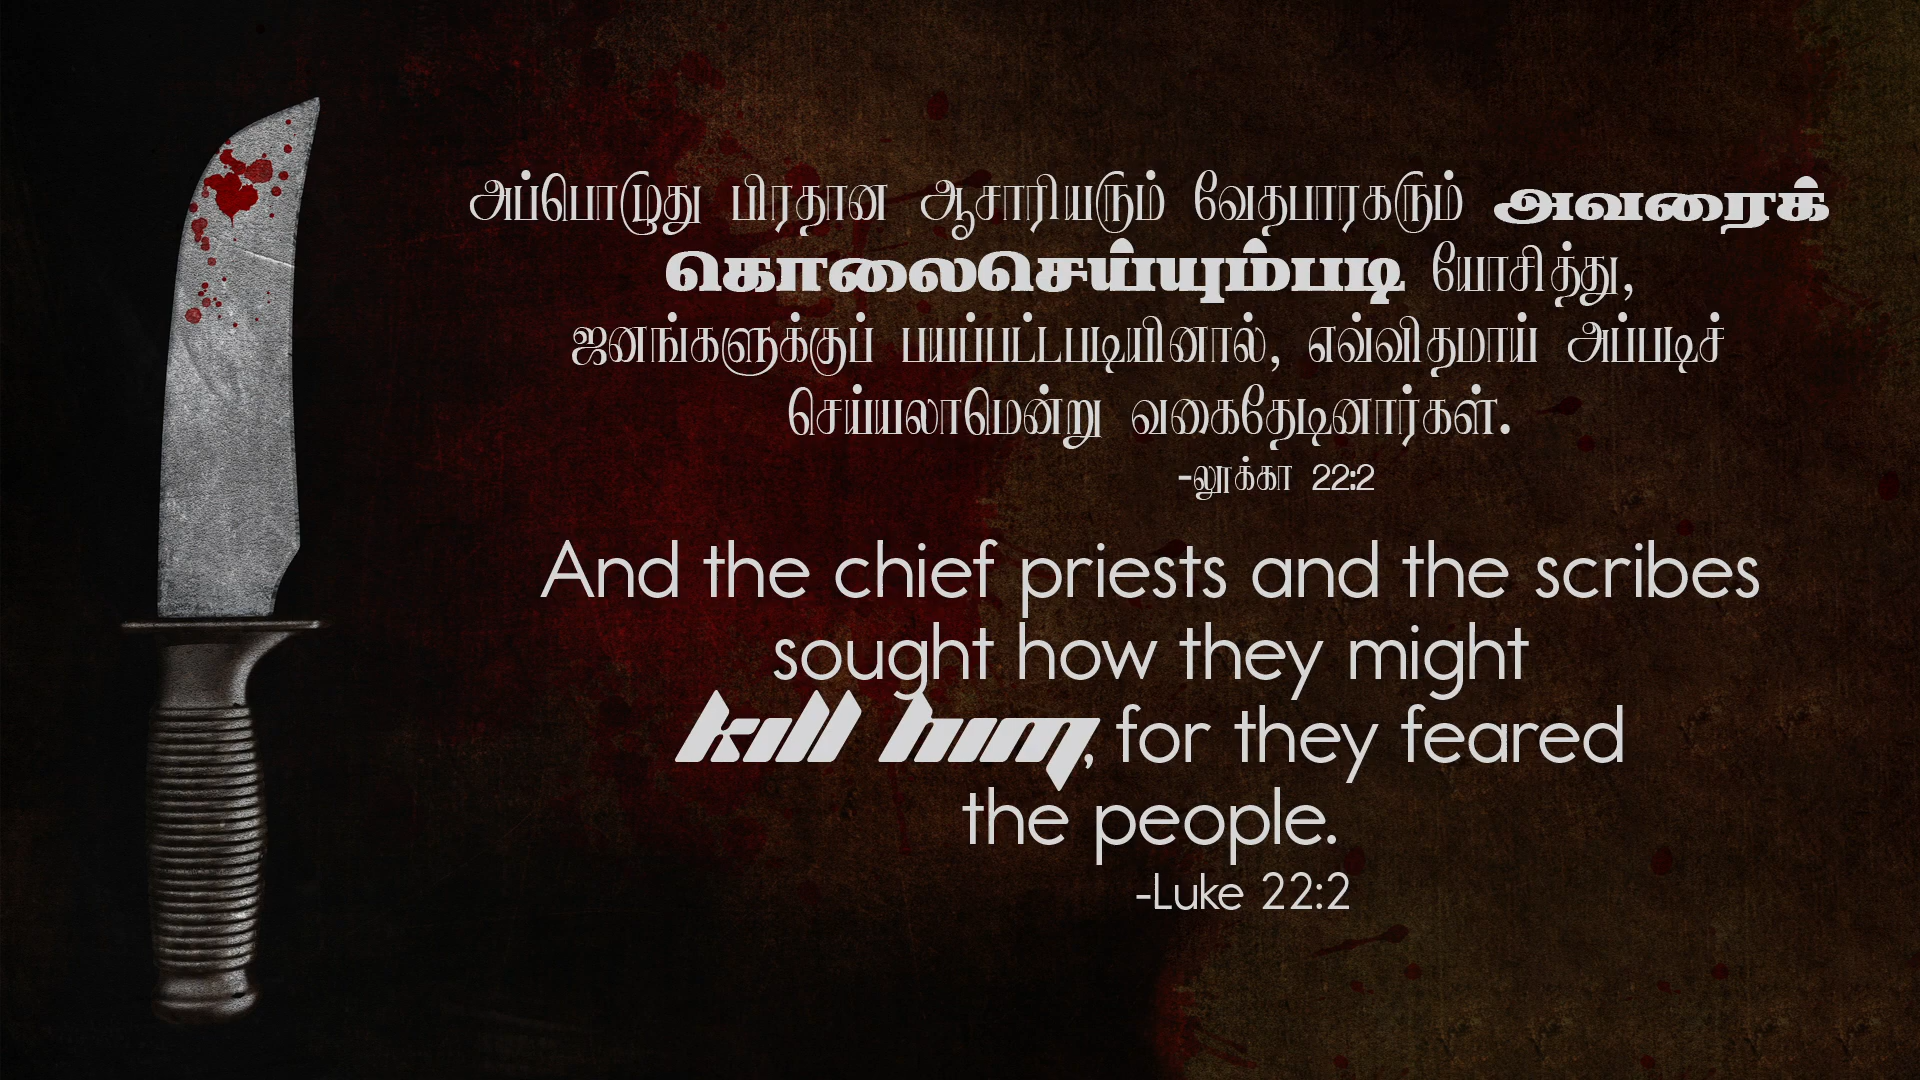 அப்பொழுது பிரதான ஆசாரியரும் வேதபாரகரும் அவரைக்
கொலைசெய்யும்படி யோசித்து,
ஜனங்களுக்குப் பயப்பட்டபடியினால், எவ்விதமாய் அப்படிச்
செய்யலாமென்று வகைதேடினார்கள்.
-லூக்கா 22:2
And the chief priests and the scribes
sought how they might
kill him, for they feared
the people.
-Luke 22:2